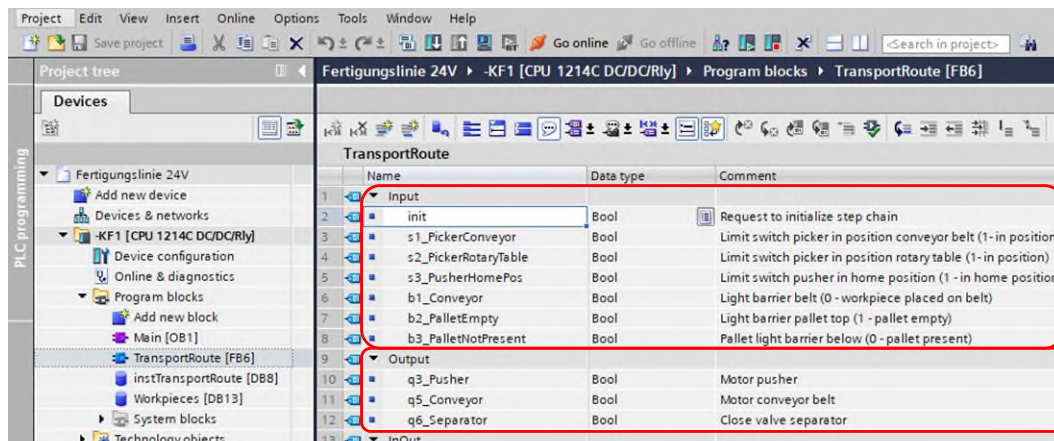 Project Edit View Insert Online Options Tools Window Help
Save project Go online Go offline <Search in project>
Project tree
Fertigungslinie 24V ▸ -KF1 [CPU 1214C DC/DC/Rly] ▸ Program blocks ▸ TransportRoute [FB6]
Devices
PLC programming
Fertigungslinie 24V
Add new device
Devices & networks
-KF1 [CPU 1214C DC/DC/Rly]
Device configuration
Online & diagnostics
Program blocks
Add new block
Main [OB1]
TransportRoute [FB6]
instTransportRoute [DB8]
Workpieces [DB13]
System blocks
Technology objects
TransportRoute
Name Data type Comment
1 Input
2 init Bool Request to initialize step chain
3 s1_PickerConveyor Bool Limit switch picker in position conveyor belt (1- in position
4 s2_PickerRotaryTable Bool Limit switch picker in position rotary table (1- in position)
5 s3_PusherHomePos Bool Limit switch pusher in home position (1 - in home position
6 b1_Conveyor Bool Light barrier belt (0 - workpiece placed on belt)
7 b2_PalletEmpty Bool Light barrier pallet top (1 - pallet empty)
8 b3_PalletNotPresent Bool Pallet light barrier below (0 - pallet present)
9 Output
10 q3_Pusher Bool Motor pusher
11 q5_Conveyor Bool Motor conveyor belt
12 q6_Separator Bool Close valve separator
13 InOut